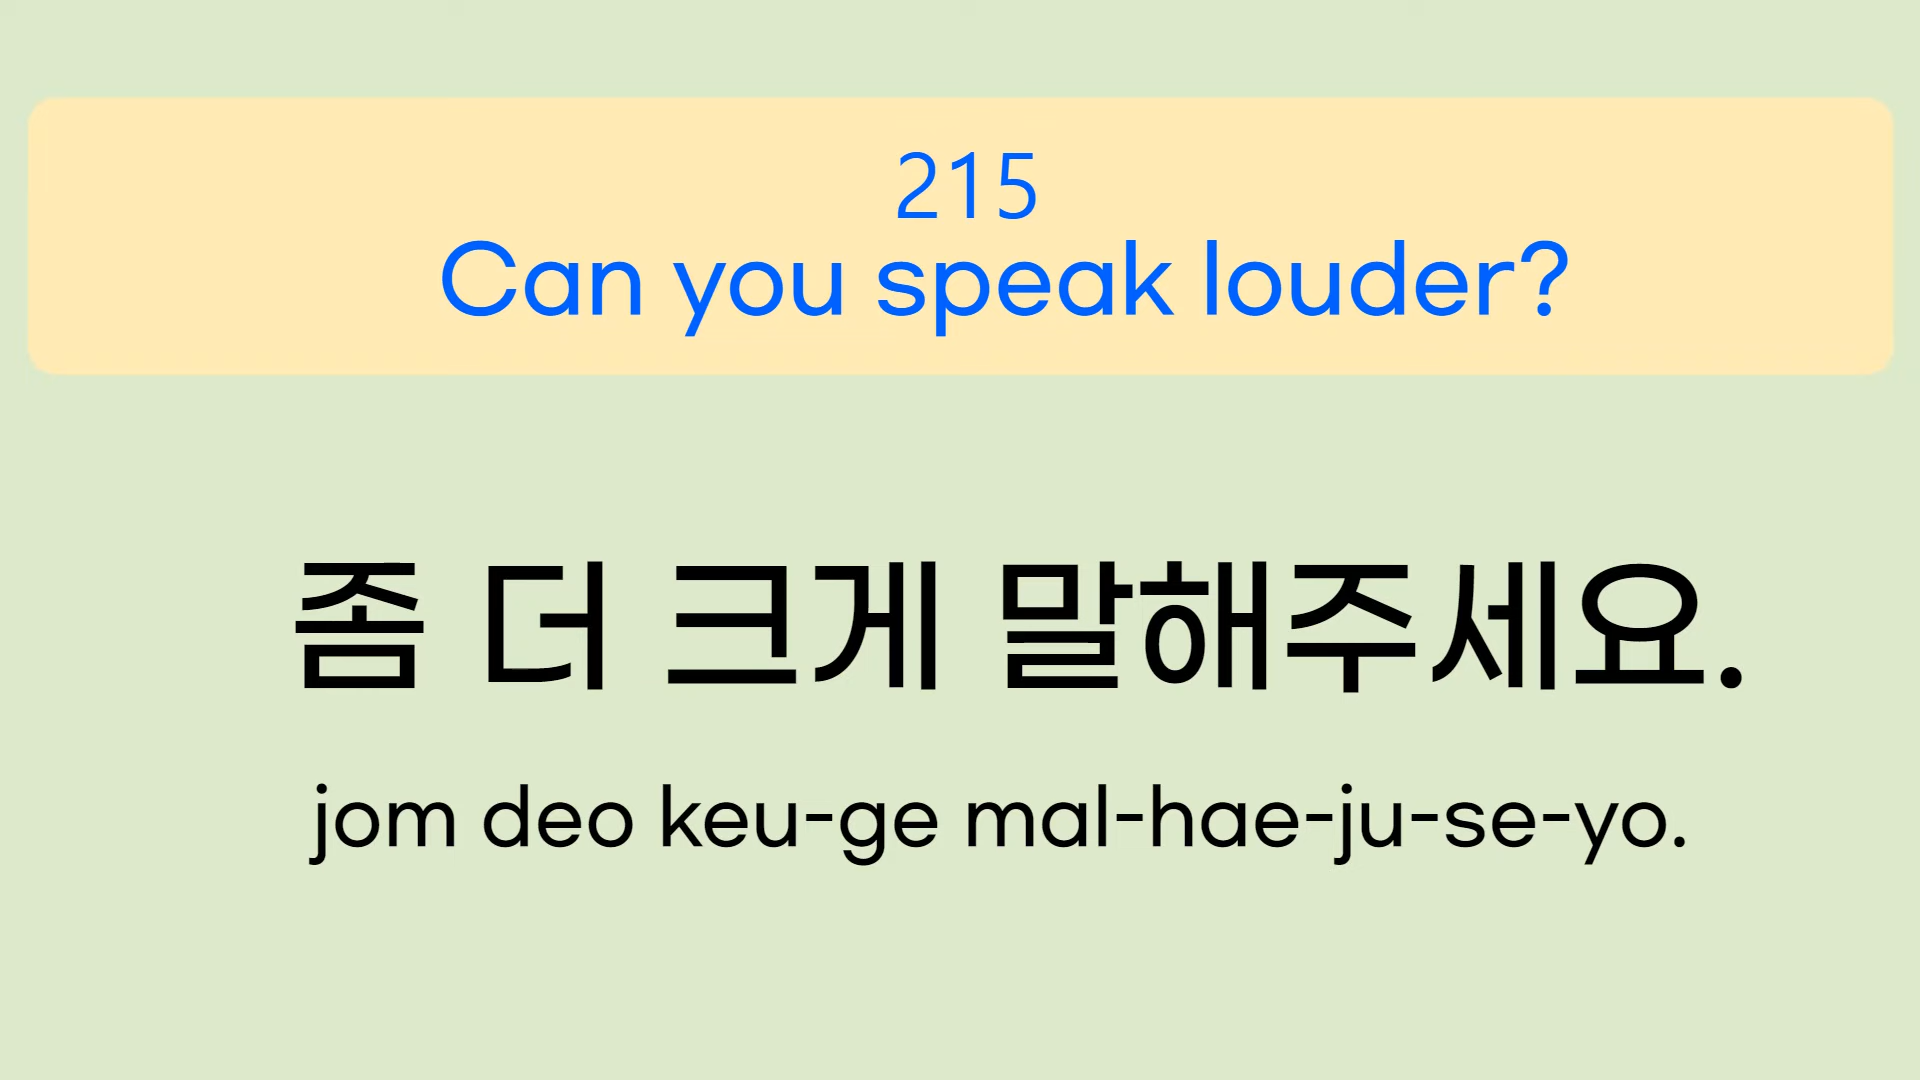 215
Can you speak louder?
좀 더 크게 말해주세요.
jom deo keu-ge mal-hae-ju-se-yo.